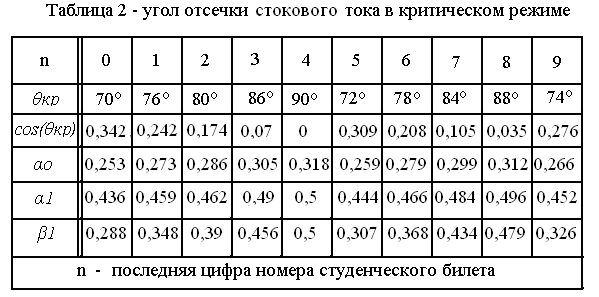 Таблица 2 - угол отсечки стокового тока в критическом режиме
n 0 1 2 3 4 5 6 7 8 9
θкр 70° 76° 80° 86° 90° 72° 78° 84° 88° 74°
cos(θкр) 0,342 0,242 0,174 0,07 0 0,309 0,208 0,105 0,035 0,276
αo 0,253 0,273 0,286 0,305 0,318 0,259 0,279 0,299 0,312 0,266
α1 0,436 0,459 0,462 0,49 0,5 0,444 0,466 0,484 0,496 0,452
β1 0,288 0,348 0,39 0,456 0,5 0,307 0,368 0,434 0,479 0,326
n - последняя цифра номера студенческого билета